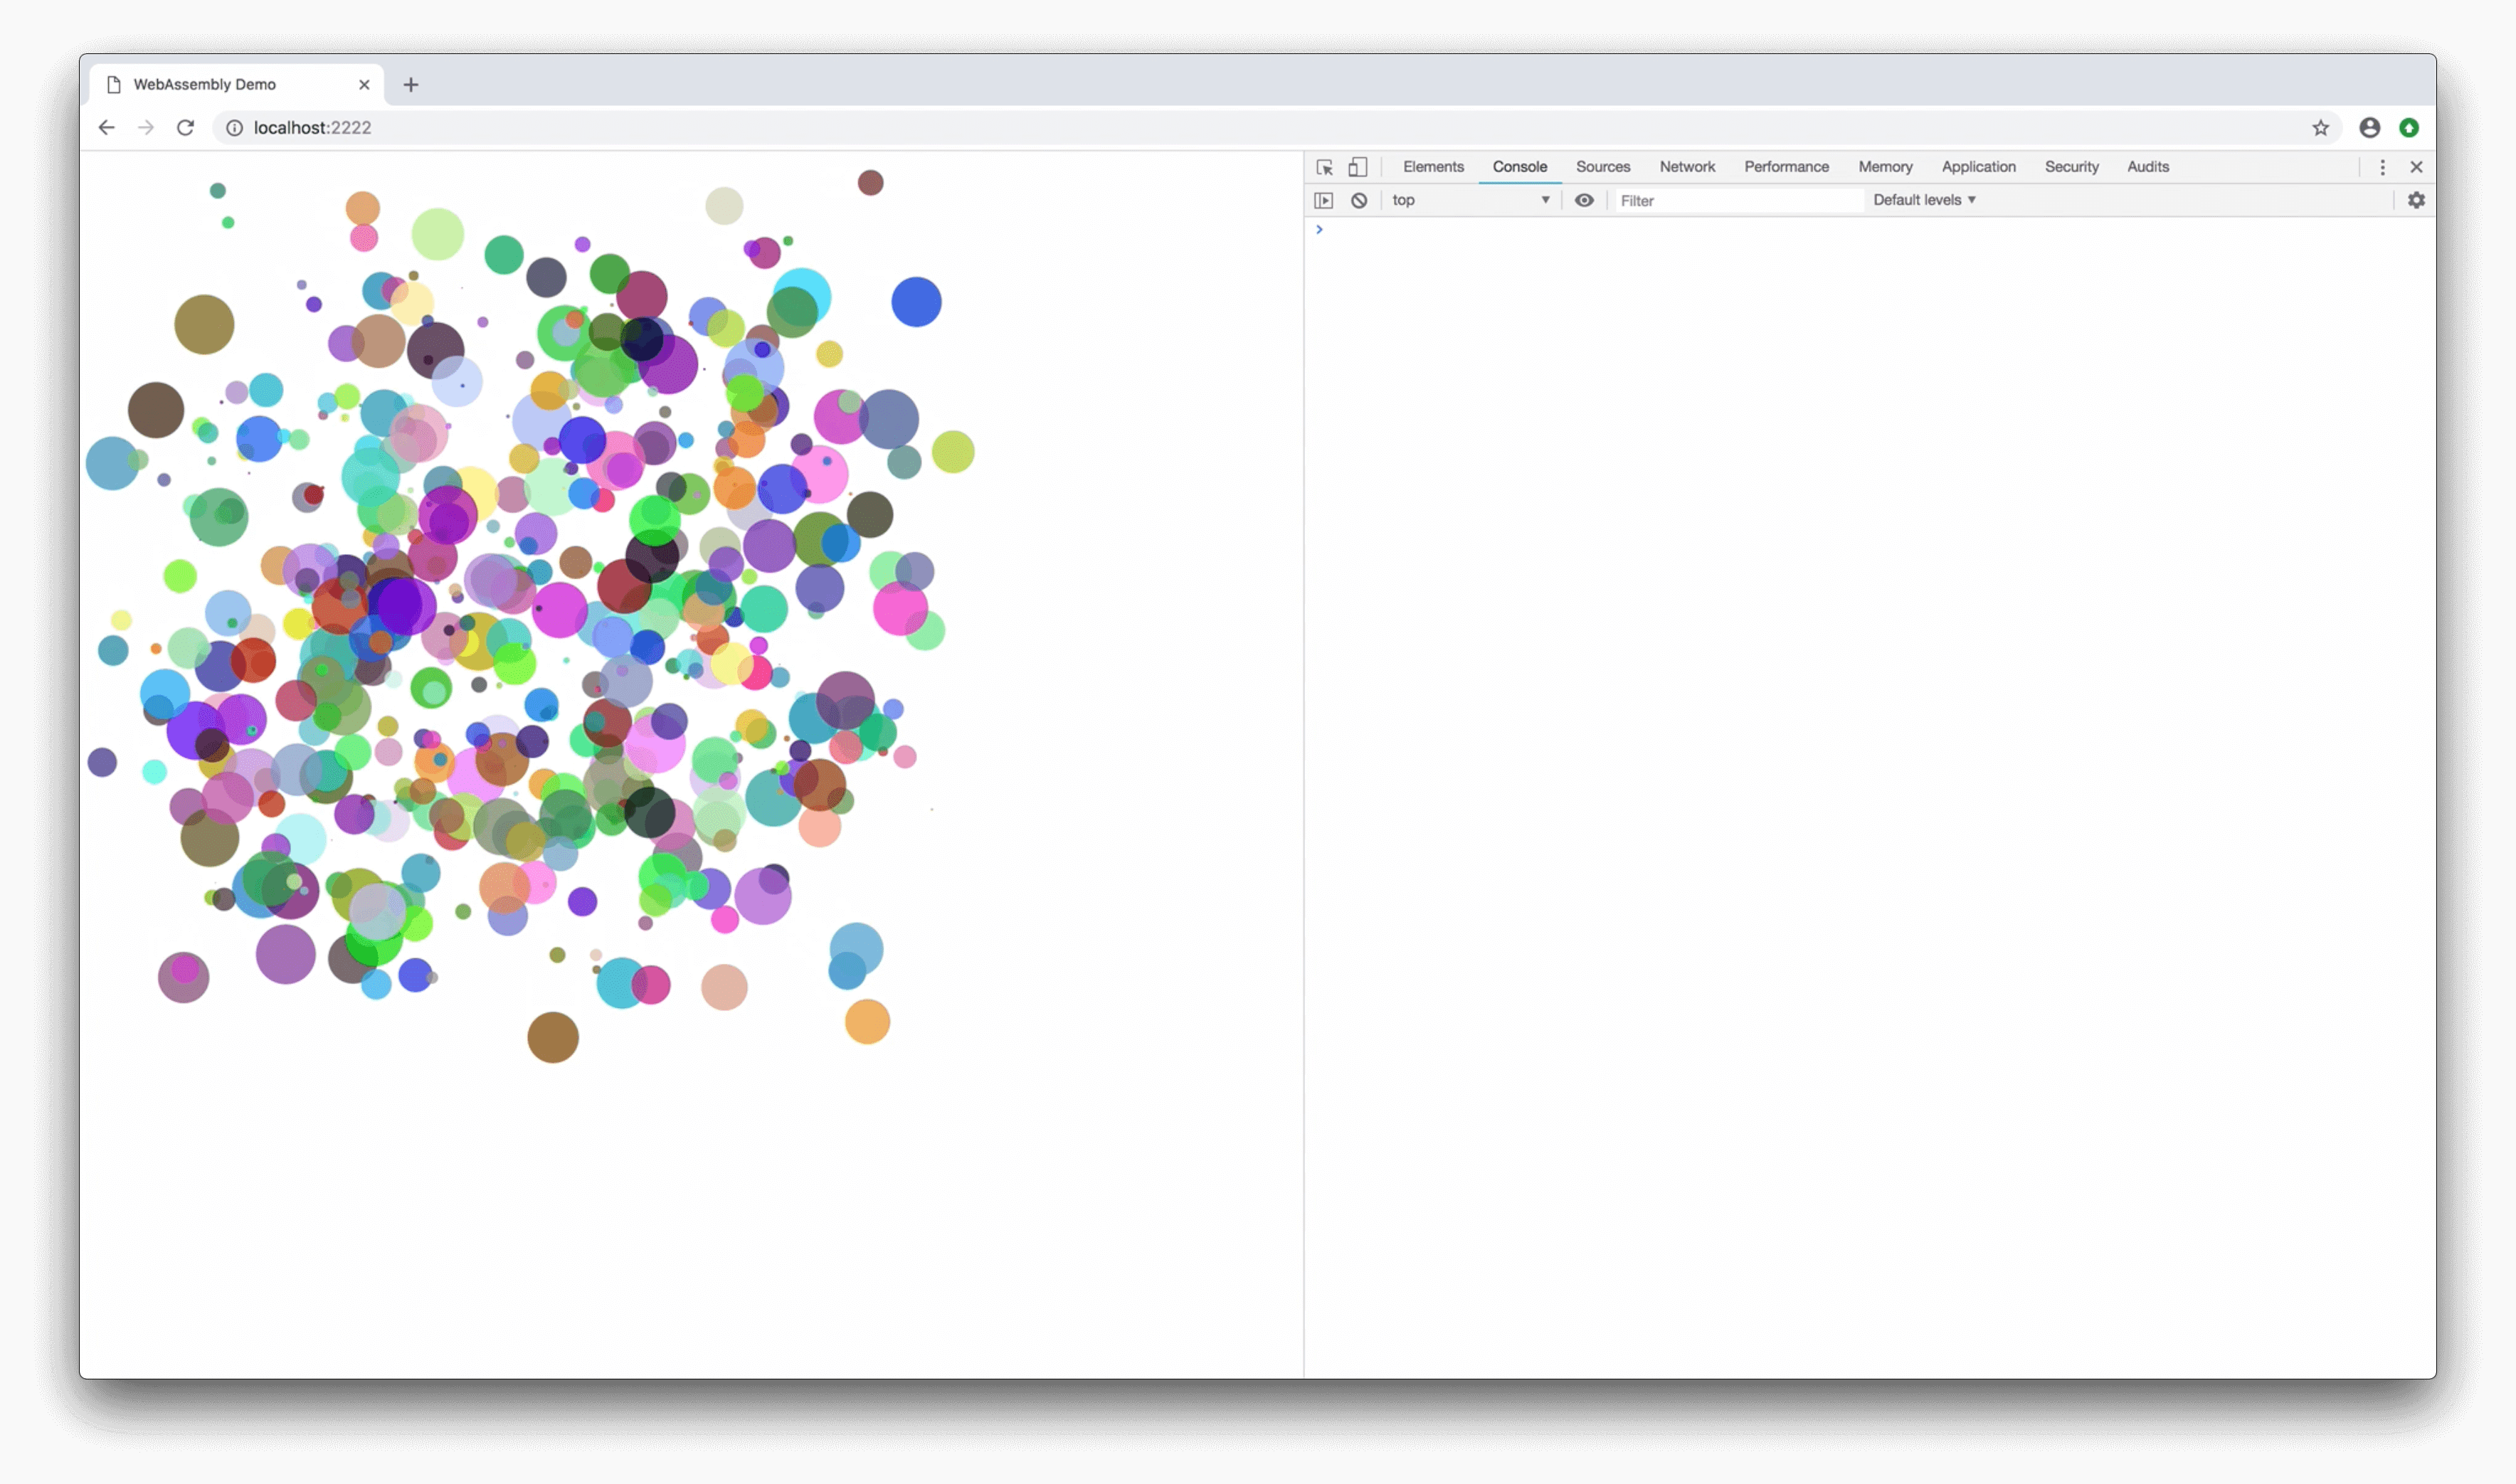 WebAssembly Demo
localhost:2222
Elements Console Sources Network Performance Memory Application Security Audits
top Filter Default levels